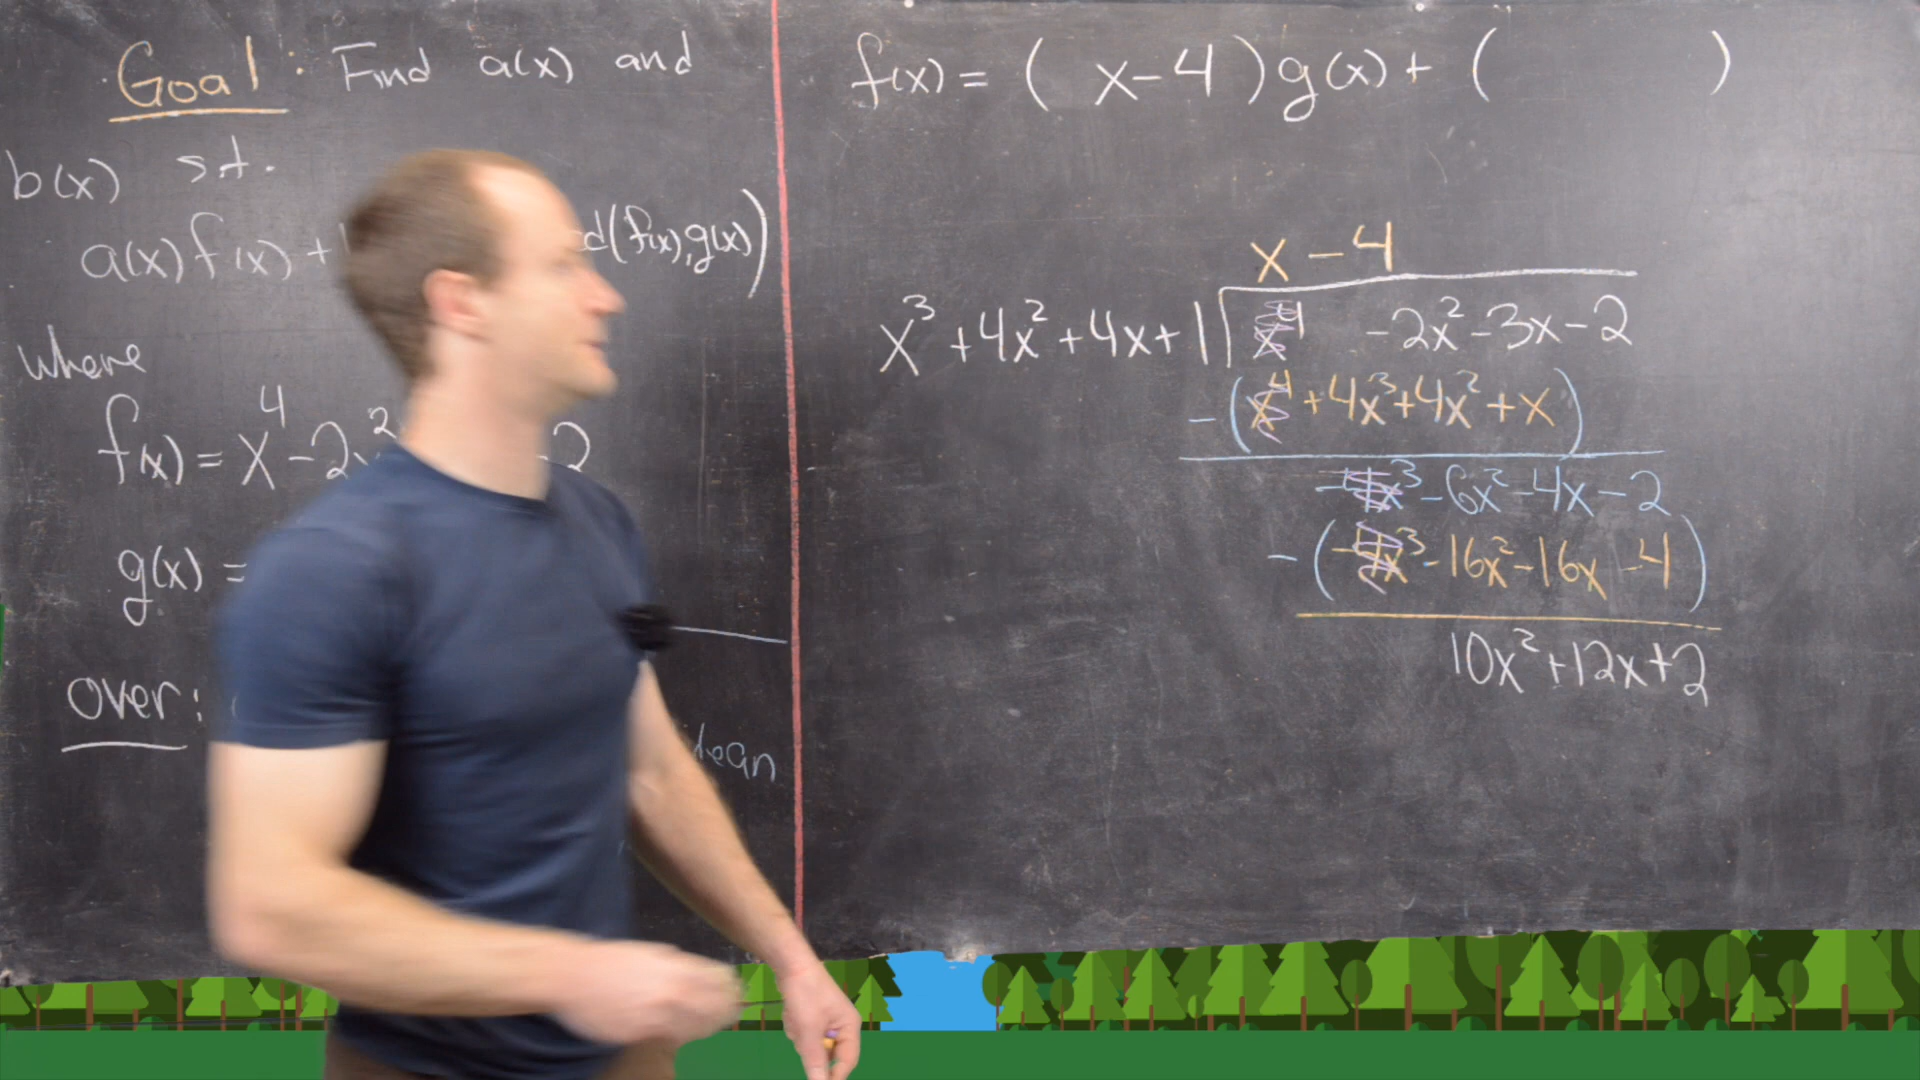 Goal: Find a(x) and
b(x) s.t.
a(x)f(x) + d(f(x),g(x))
where
f(x) = x⁴ - 2x² 2
g(x) =
over:
f(x) = ( x-4 )g(x) + ( )
x - 4
x³ + 4x² + 4x + 1 x⁴ - 2x² - 3x - 2
-(x⁴ + 4x³ + 4x² + x)
-4x³ - 6x² - 4x - 2
-(-4x³ - 16x² - 16x - 4)
10x² + 12x + 2